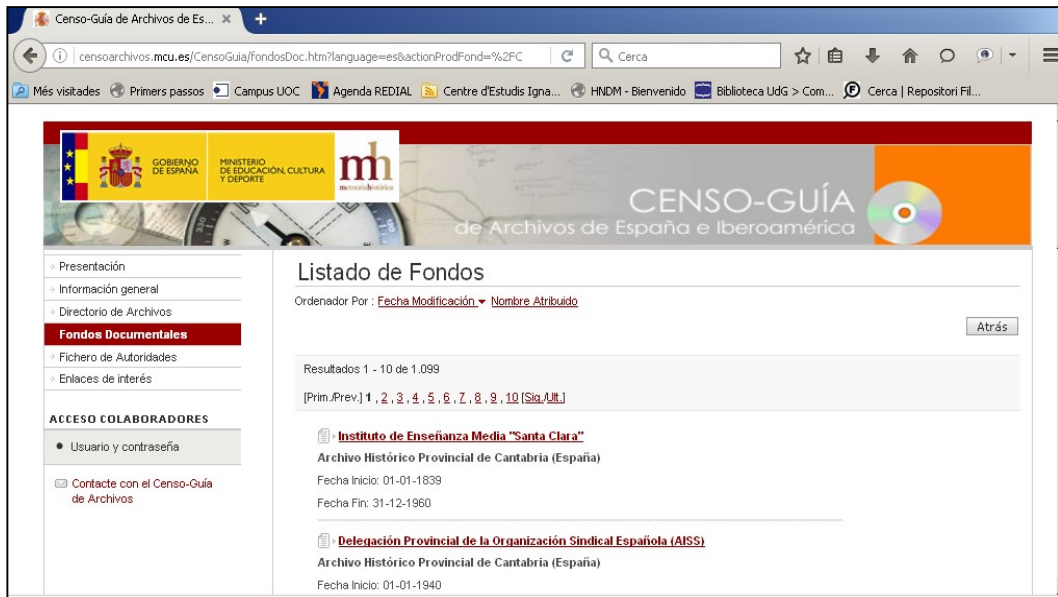 Censo-Guía de Archivos de Es... × +
censoarchivos.mcu.es/CensoGuia/fondosDoc.htm?language=es&actionProdFond=%2FC
Cerca
Més visitades Primers passos Campus UOC Agenda REDIAL Centre d'Estudis Igna... HNDM - Bienvenido Biblioteca UdG > Com... Cerca | Repositori Fil...
GOBIERNO DE ESPAÑA
MINISTERIO DE EDUCACIÓN, CULTURA Y DEPORTE
mh
memoriahistórica
CENSO-GUÍA
de Archivos de España e Iberoamérica
Presentación
Información general
Directorio de Archivos
Fondos Documentales
Fichero de Autoridades
Enlaces de interés
ACCESO COLABORADORES
Usuario y contraseña
Contacte con el Censo-Guía
de Archivos
Listado de Fondos
Ordenador Por : Fecha Modificación Nombre Atribuido
Atrás
Resultados 1 - 10 de 1.099
[Prim./Prev.] 1 , 2 , 3 , 4 , 5 , 6 , 7 , 8 , 9 , 10 [Sig./Ult.]
Instituto de Enseñanza Media "Santa Clara"
Archivo Histórico Provincial de Cantabria (España)
Fecha Inicio: 01-01-1839
Fecha Fin: 31-12-1960
Delegación Provincial de la Organización Sindical Española (AISS)
Archivo Histórico Provincial de Cantabria (España)
Fecha Inicio: 01-01-1940